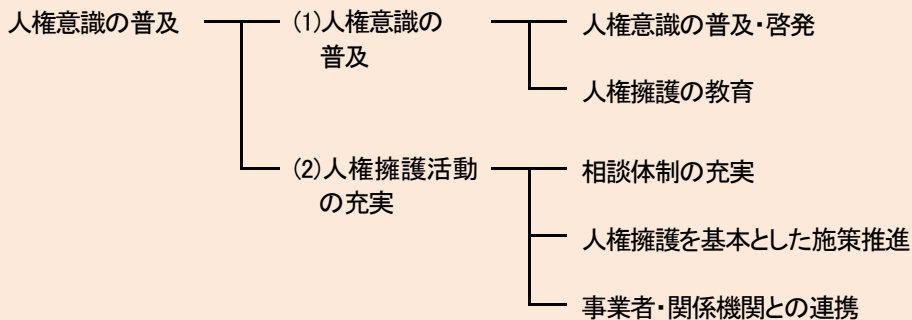 人権意識の普及
(1)人権意識の
普及
人権意識の普及・啓発
人権擁護の教育
(2)人権擁護活動
の充実
相談体制の充実
人権擁護を基本とした施策推進
事業者・関係機関との連携